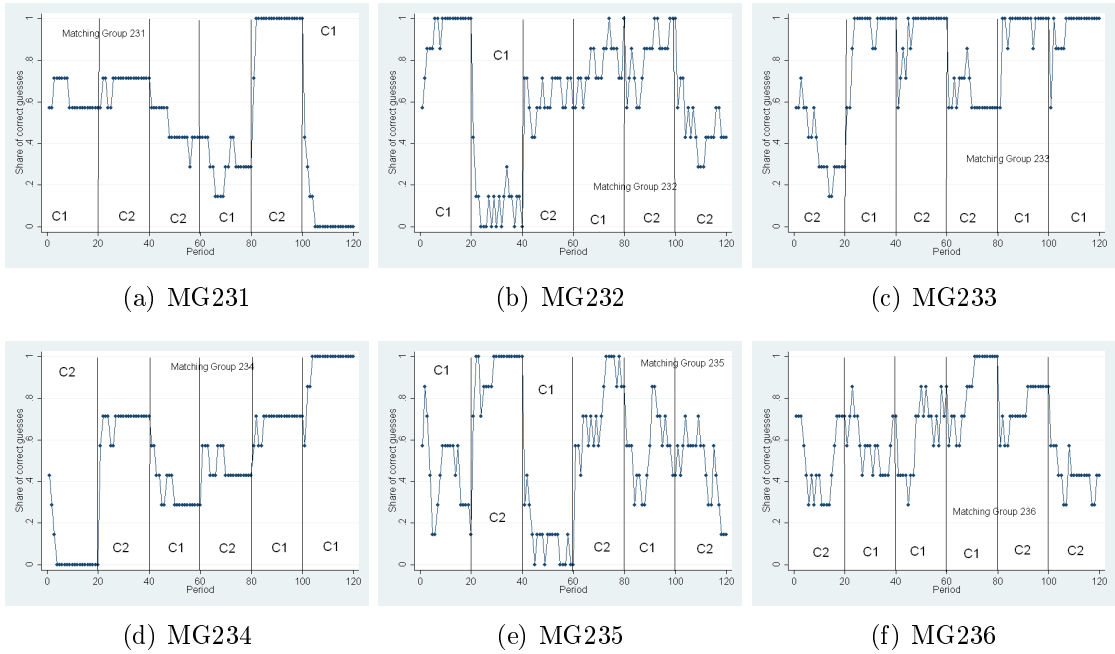 Share of correct guesses
0 .2 .4 .6 .8 1
Matching Group 231
C1 C2 C2 C1 C2 C1
0 20 40 60 80 100 120
Period
(a) MG231
Share of correct guesses
0 .2 .4 .6 .8 1
Matching Group 232
C1 C1 C2 C1 C2 C2
0 20 40 60 80 100 120
Period
(b) MG232
Share of correct guesses
0 .2 .4 .6 .8 1
Matching Group 233
C2 C1 C2 C2 C1 C1
0 20 40 60 80 100 120
Period
(c) MG233
Share of correct guesses
0 .2 .4 .6 .8 1
Matching Group 234
C2 C2 C1 C2 C1 C1
0 20 40 60 80 100 120
Period
(d) MG234
Share of correct guesses
0 .2 .4 .6 .8 1
Matching Group 235
C1 C2 C1 C2 C1 C2
0 20 40 60 80 100 120
Period
(e) MG235
Share of correct guesses
0 .2 .4 .6 .8 1
Matching Group 236
C2 C1 C1 C1 C2 C2
0 20 40 60 80 100 120
Period
(f) MG236